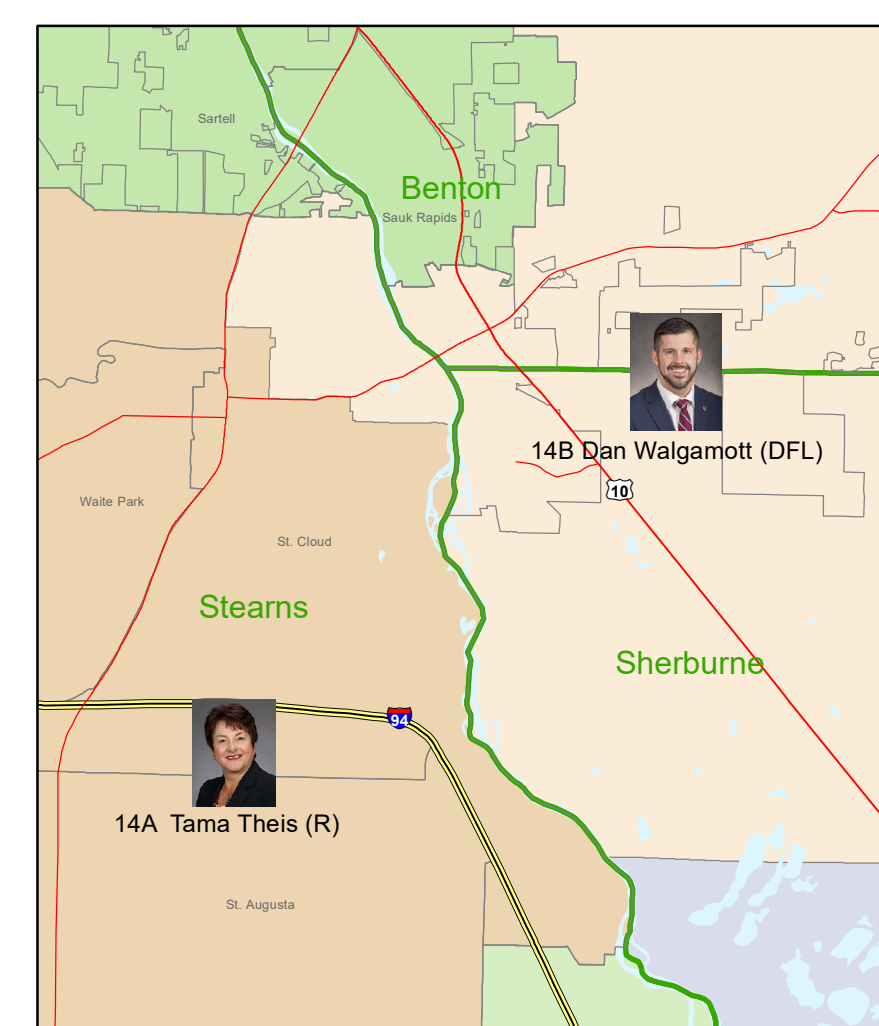 Sartell
Benton
Sauk Rapids
14B Dan Walgamott (DFL)
10
Waite Park
St. Cloud
Stearns
Sherburne
94
14A Tama Theis (R)
St. Augusta